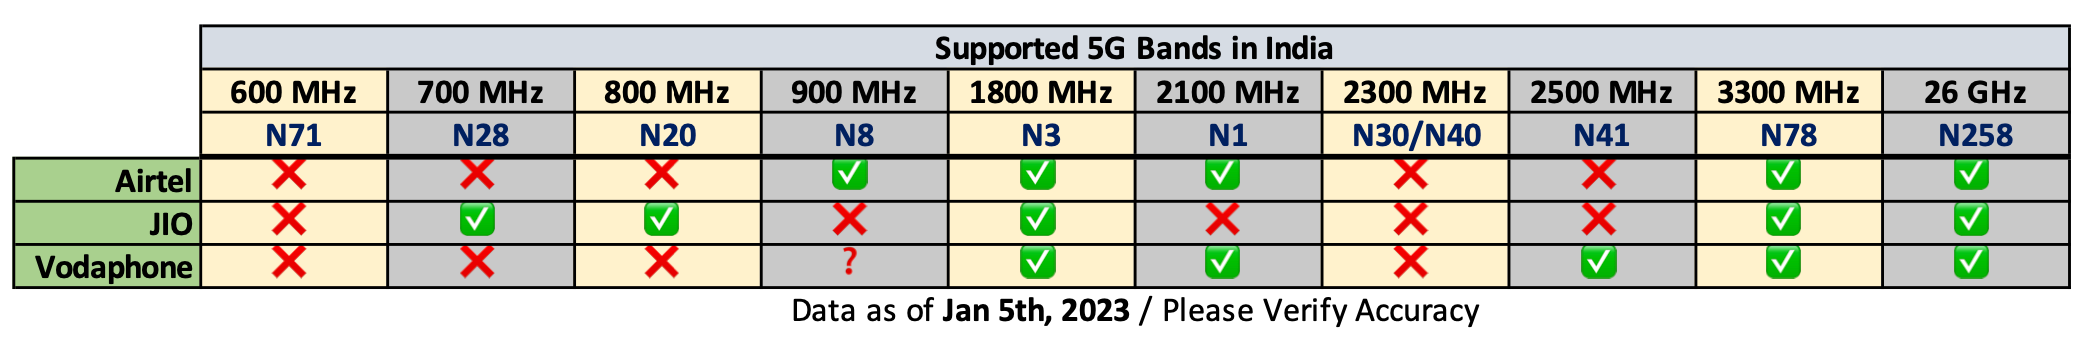 Supported 5G Bands in India
600 MHz 700 MHz 800 MHz 900 MHz 1800 MHz 2100 MHz 2300 MHz 2500 MHz 3300 MHz 26 GHz
N71 N28 N20 N8 N3 N1 N30/N40 N41 N78 N258
Airtel ❌ ❌ ❌ ✅ ✅ ✅ ❌ ❌ ✅ ✅
JIO ❌ ✅ ✅ ❌ ✅ ❌ ❌ ❌ ✅ ✅
Vodaphone ❌ ❌ ❌ ? ✅ ✅ ❌ ✅ ✅ ✅
Data as of Jan 5th, 2023 / Please Verify Accuracy